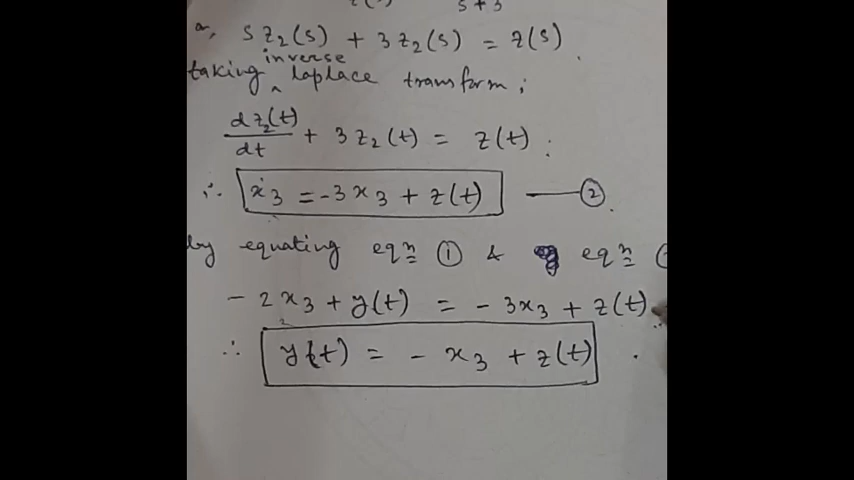 s+3
or, s z₂(s) + 3 z₂(s) = z(s).
taking inverse laplace transform;
dz₂(t)/dt + 3 z₂(t) = z(t):
∴ ẋ₃ = -3x₃ + z(t) — ②.
by equating eqn ① & eqn
- 2x₃ + y(t) = - 3x₃ + z(t)
∴ y(t) = - x₃ + z(t).